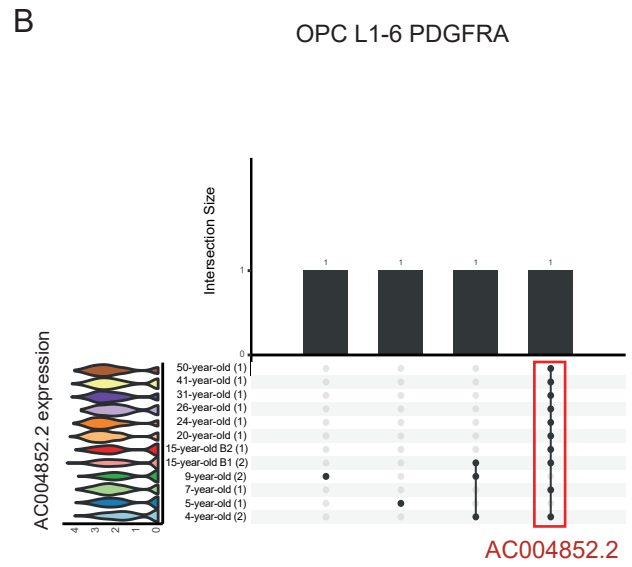 B
OPC L1-6 PDGFRA
Intersection Size
1
0
1
1
1
1
AC004852.2 expression
50-year-old (1)
41-year-old (1)
31-year-old (1)
26-year-old (1)
24-year-old (1)
20-year-old (1)
15-year-old B2 (1)
15-year-old B1 (2)
9-year-old (2)
7-year-old (1)
5-year-old (1)
4-year-old (2)
4 3 2 1 0
AC004852.2